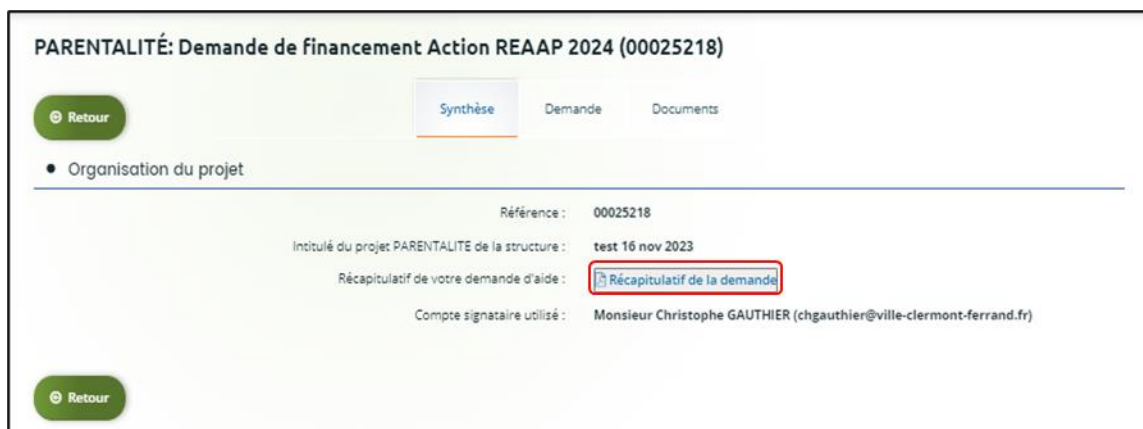 PARENTALITÉ: Demande de financement Action REAAP 2024 (00025218)
Retour
Synthèse Demande Documents
Organisation du projet
Référence : 00025218
Intitulé du projet PARENTALITE de la structure : test 16 nov 2023
Récapitulatif de votre demande d'aide : Récapitulatif de la demande
Compte signataire utilisé : Monsieur Christophe GAUTHIER (chgauthier@ville-clermont-ferrand.fr)
Retour